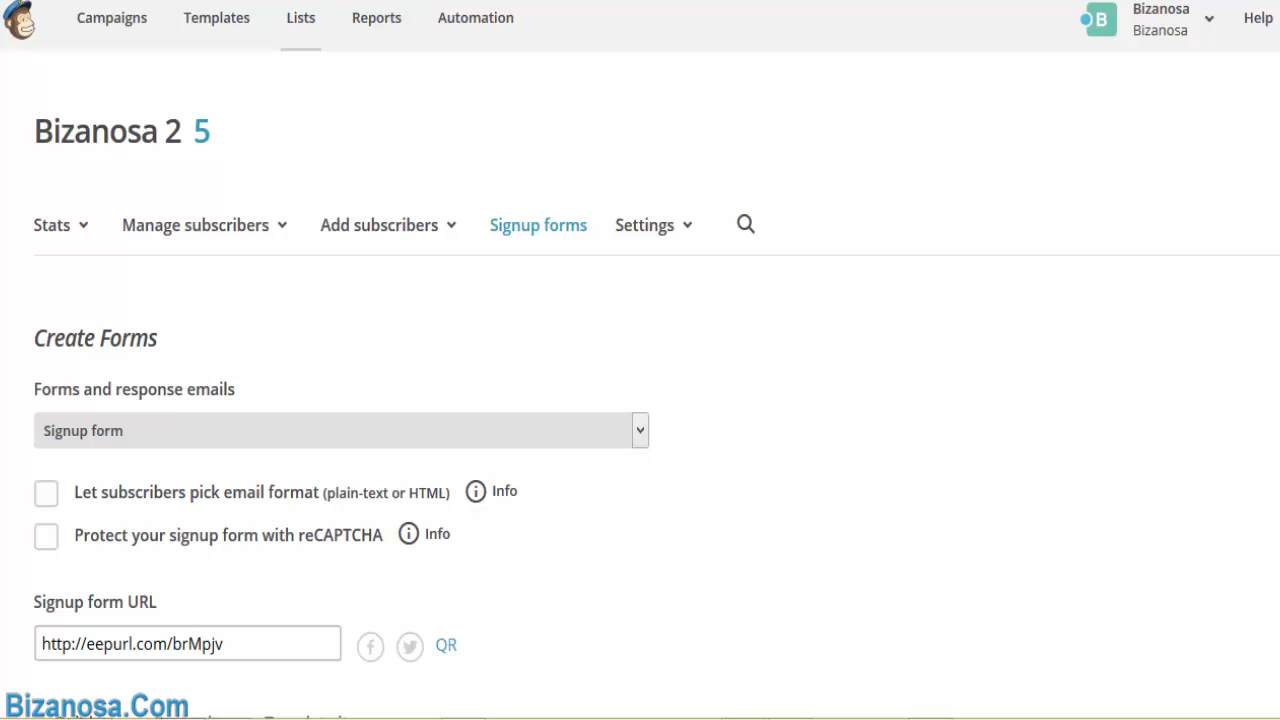 Campaigns Templates Lists Reports Automation
B Bizanosa
Bizanosa
Help
Bizanosa 2 5
Stats Manage subscribers Add subscribers Signup forms Settings
Create Forms
Forms and response emails
Signup form
Let subscribers pick email format (plain-text or HTML) i Info
Protect your signup form with reCAPTCHA i Info
Signup form URL
http://eepurl.com/brMpjv f QR
Bizanosa.Com